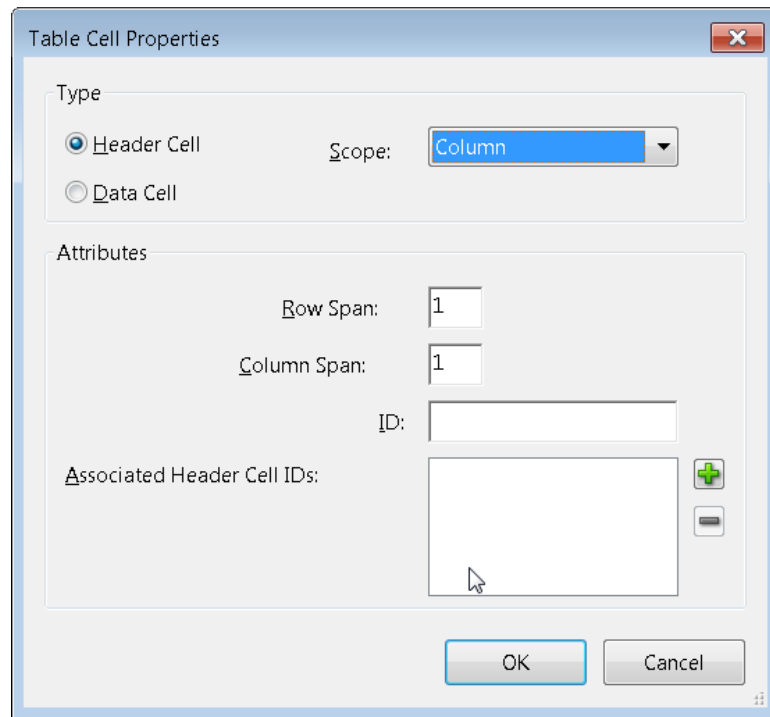 Table Cell Properties
Type
Header Cell
Scope: Column
Data Cell
Attributes
Row Span: 1
Column Span: 1
ID:
Associated Header Cell IDs:
OK Cancel